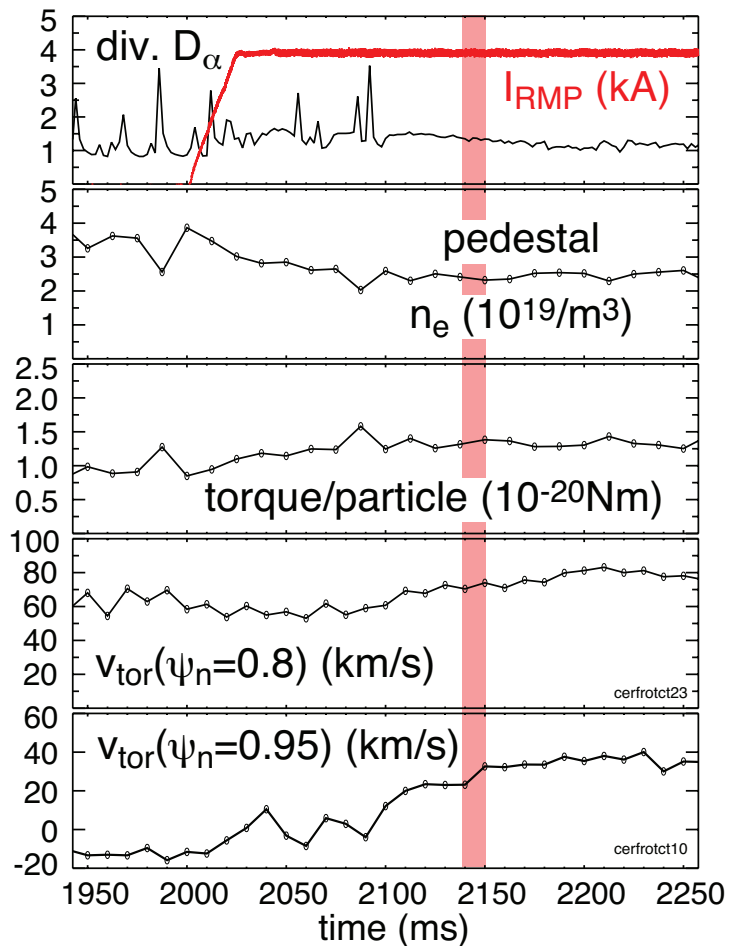 5
4
3
2
1
div. Dα
IRMP (kA)
5
4
3
2
1
pedestal
ne (10¹⁹/m³)
2.5
2.0
1.5
1.0
0.5
torque/particle (10⁻²⁰Nm)
100
80
60
40
20
vtor(ψn=0.8) (km/s)
cerfrotct23
60
40
20
0
-20
vtor(ψn=0.95) (km/s)
cerfrotct10
1950 2000 2050 2100 2150 2200 2250
time (ms)